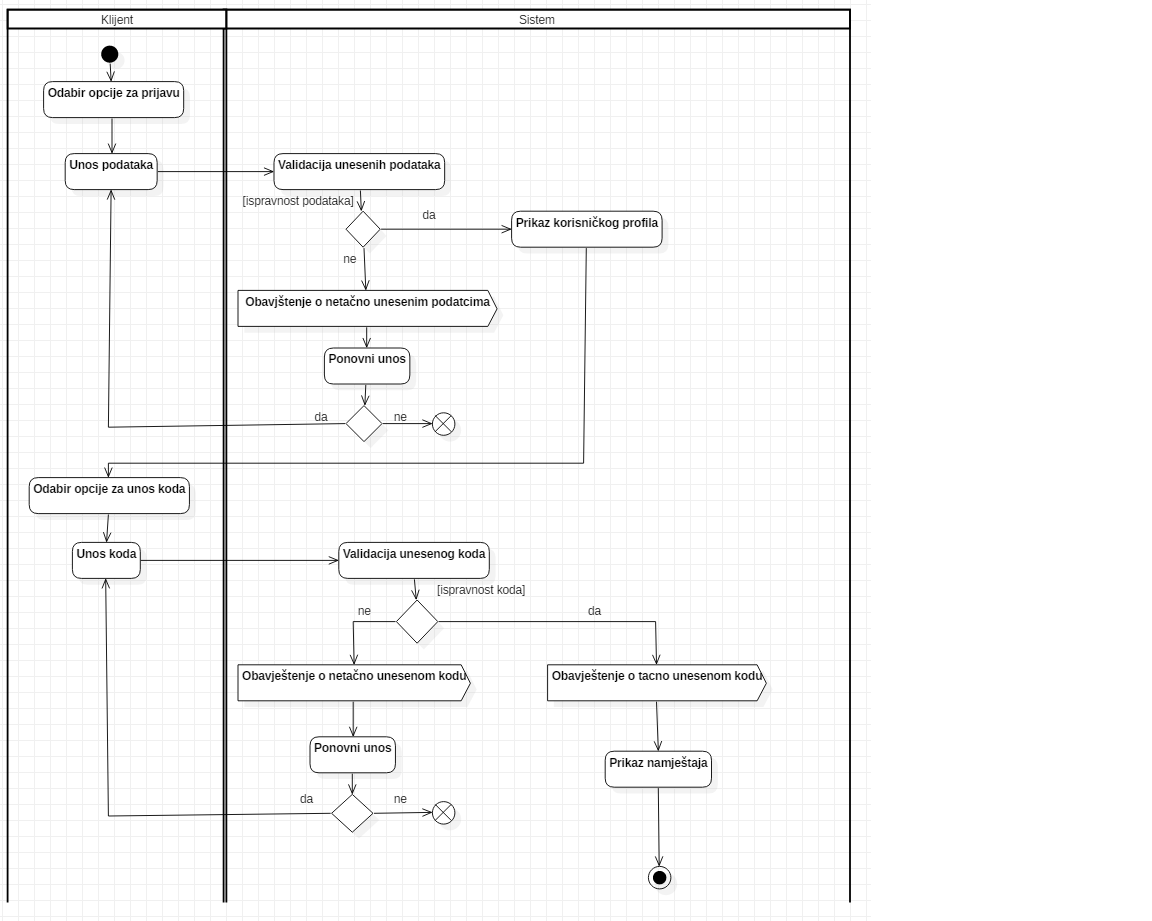 Klijent
Sistem
Odabir opcije za prijavu
Unos podataka
Validacija unesenih podataka
[ispravnost podataka]
da
Prikaz korisničkog profila
ne
Obavjštenje o netačno unesenim podatcima
Ponovni unos
da
ne
Odabir opcije za unos koda
Unos koda
Validacija unesenog koda
[ispravnost koda]
ne
da
Obavještenje o netačno unesenom kodu
Obavještenje o tacno unesenom kodu
Ponovni unos
Prikaz namještaja
da
ne